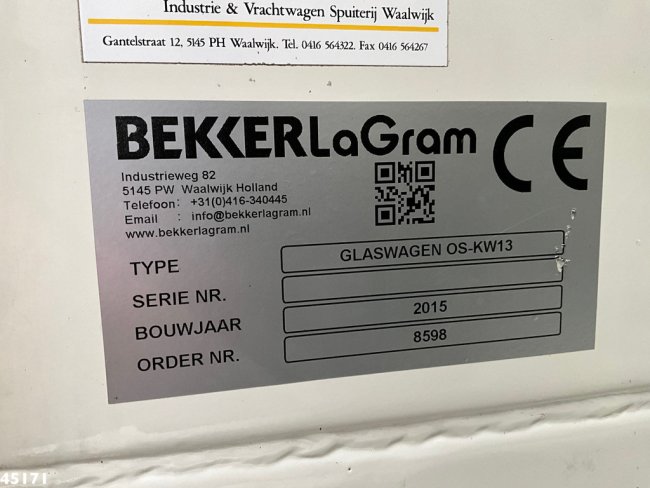 Industrie & Vrachtwagen Spuiterij Waalwijk
Gantelstraat 12, 5145 PH Waalwijk. Tel. 0416 564322. Fax 0416 564267
BEKKERLaGram CE
Industrieweg 82
5145 PW Waalwijk Holland
Telefoon: +31(0)416-340445
Email : info@bekkerlagram.nl
www.bekkerlagram.nl
TYPE GLASWAGEN OS-KW13
SERIE NR.
BOUWJAAR 2015
ORDER NR. 8598
45171